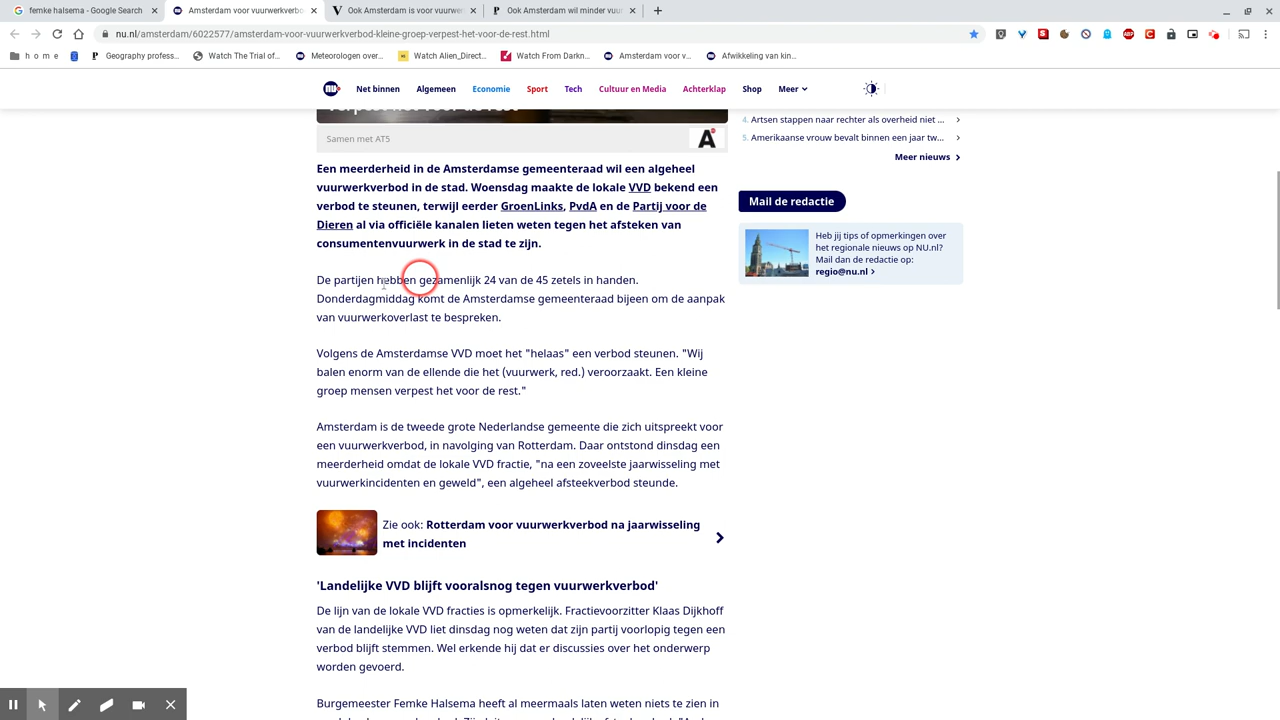 femke halsema - Google Search
Amsterdam voor vuurwerkverbo
Ook Amsterdam is voor vuurwer
Ook Amsterdam wil minder vuur
nu.nl/amsterdam/6022577/amsterdam-voor-vuurwerkverbod-kleine-groep-verpest-het-voor-de-rest.html
h o m e
Geography profess...
Watch The Trial of...
Meteorologen over...
Watch Alien_Direct...
Watch From Darkn...
Amsterdam voor v...
Afwikkeling van kin...
nu
Net binnen
Algemeen
Economie
Sport
Tech
Cultuur en Media
Achterklap
Shop
Meer
Samen met AT5
Een meerderheid in de Amsterdamse gemeenteraad wil een algeheel
vuurwerkverbod in de stad. Woensdag maakte de lokale VVD bekend een
verbod te steunen, terwijl eerder GroenLinks, PvdA en de Partij voor de
Dieren al via officiële kanalen lieten weten tegen het afsteken van
consumentenvuurwerk in de stad te zijn.
De partijen hebben gezamenlijk 24 van de 45 zetels in handen.
Donderdagmiddag komt de Amsterdamse gemeenteraad bijeen om de aanpak
van vuurwerkoverlast te bespreken.
Volgens de Amsterdamse VVD moet het "helaas" een verbod steunen. "Wij
balen enorm van de ellende die het (vuurwerk, red.) veroorzaakt. Een kleine
groep mensen verpest het voor de rest."
Amsterdam is de tweede grote Nederlandse gemeente die zich uitspreekt voor
een vuurwerkverbod, in navolging van Rotterdam. Daar ontstond dinsdag een
meerderheid omdat de lokale VVD fractie, "na een zoveelste jaarwisseling met
vuurwerkincidenten en geweld", een algeheel afsteekverbod steunde.
Zie ook: Rotterdam voor vuurwerkverbod na jaarwisseling
met incidenten
'Landelijke VVD blijft vooralsnog tegen vuurwerkverbod'
De lijn van de lokale VVD fracties is opmerkelijk. Fractievoorzitter Klaas Dijkhoff
van de landelijke VVD liet dinsdag nog weten dat zijn partij voorlopig tegen een
verbod blijft stemmen. Wel erkende hij dat er discussies over het onderwerp
worden gevoerd.
Burgemeester Femke Halsema heeft al meermaals laten weten niets te zien in
4. Artsen stappen naar rechter als overheid niet ...
5. Amerikaanse vrouw bevalt binnen een jaar tw...
Meer nieuws
Mail de redactie
Heb jij tips of opmerkingen over
het regionale nieuws op NU.nl?
Mail dan de redactie op:
regio@nu.nl